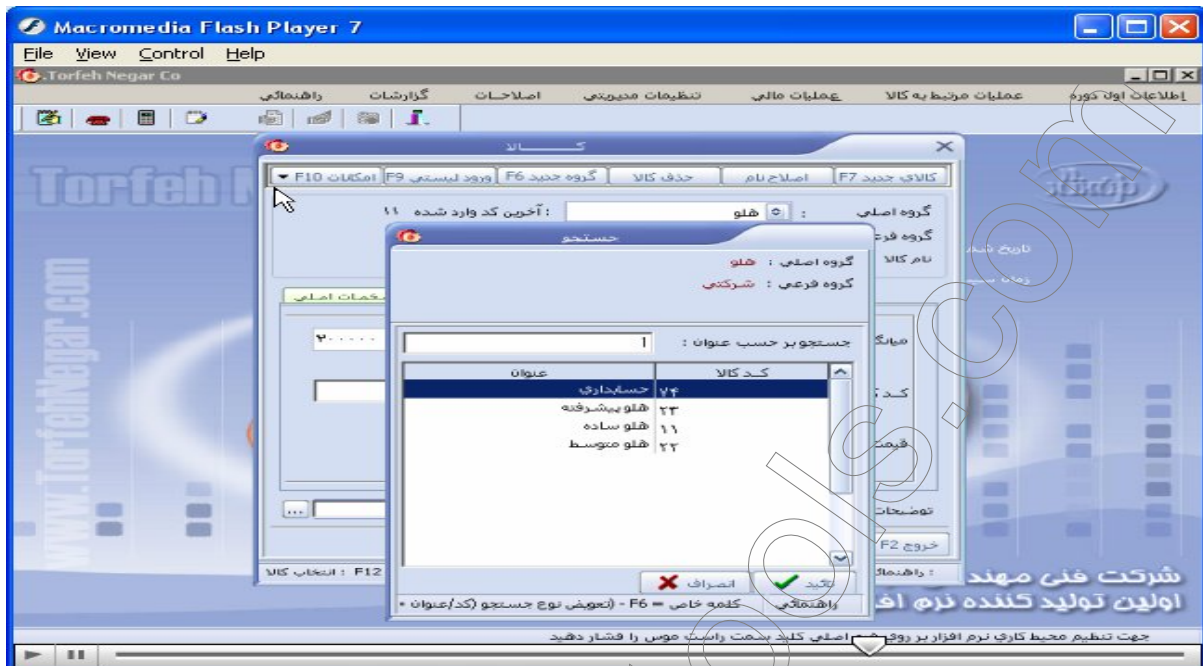 Macromedia Flash Player 7
File View Control Help
.Torfeh Negar Co
اطلاعات اول دوره عملیات مرتبط به کالا عملیات مالی تنظیمات مدیریتی اصلاحات گزارشات راهنمائی
کــــالا
کالای جدید F7 اصلاح نام حذف کالا گروه جدید F6 ورود لیستی F9 امکانات F10
گروه اصلی : هلو آخرین کد وارد شده : ۱۱
نام کالا
جستجو
گروه اصلی : هلو
گروه فرعی : شرکتی
جستجو بر حسب عنوان : ا
کــد کالا عنوان
۷۴ حسابداری
۲۳ هلو پیشرفته
۱۱ هلو ساده
۲۲ هلو متوسط
توضیحات
تائید انصراف
خروج F2
راهنمائی کلمه خاص = F6 - (تعویض نوع جستجو (کد/عنوان
F12 : انتخاب کالا
www.TorfehNegar.com
شرکت فنی مهند
اولین تولید کننده نرم اف
جهت تنظیم محیط کاری نرم افزار بر روی اصلی کلید سمت راست موس را فشار دهید